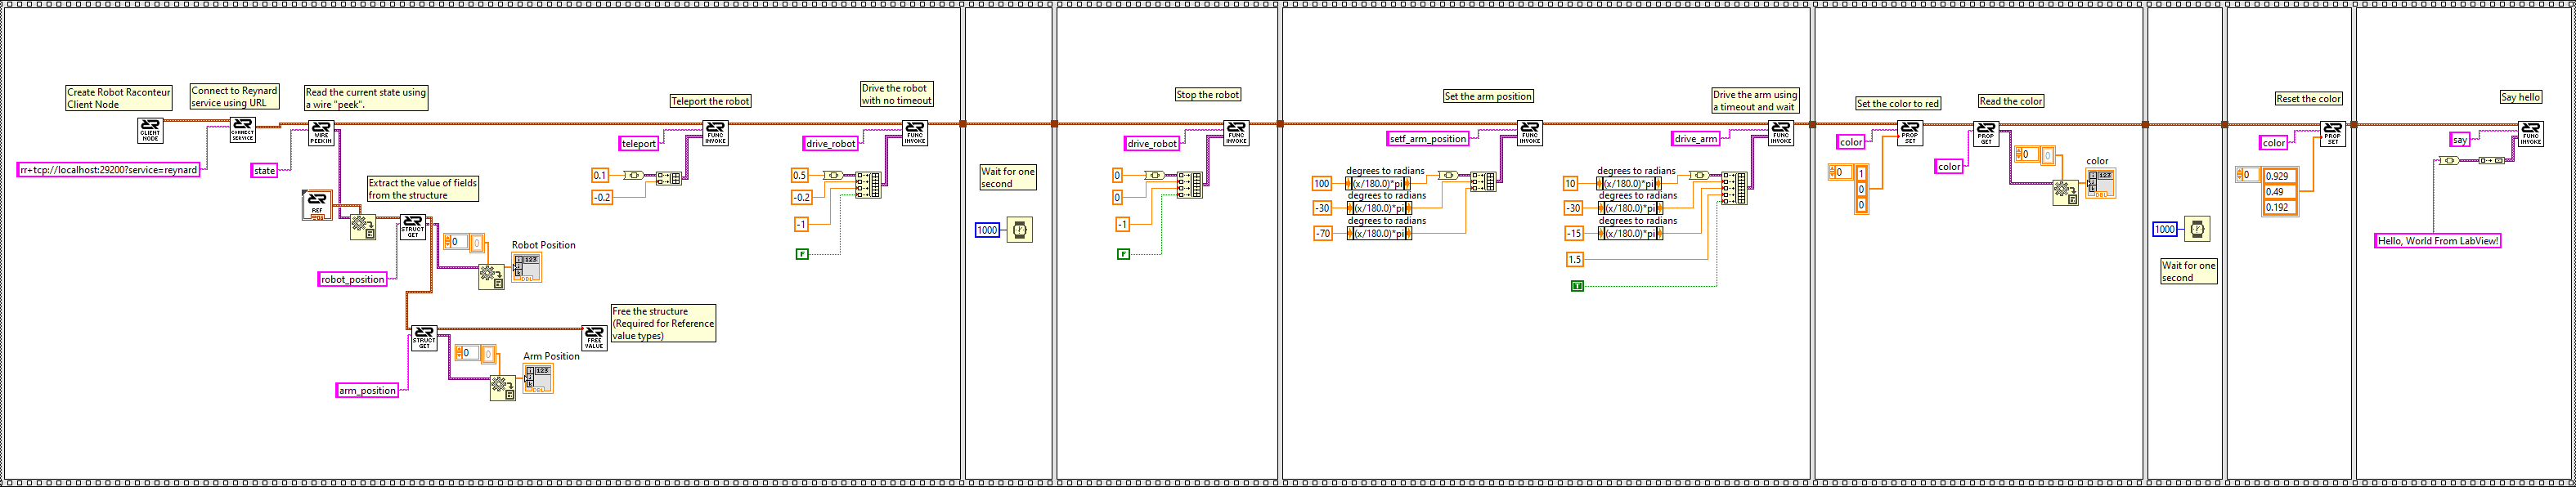 Create Robot Raconteur
Client Node
CLIENT
NODE
Connect to Reynard
service using URL
CONNECT
SERVICE
rr+tcp://localhost:29200?service=reynard
Read the current state using
a wire "peek".
WIRE
PEEKIN
state
REF
Extract the value of fields
from the structure
STRUCT
GET
robot_position
0
0
Robot Position
123
DBL
STRUCT
GET
arm_position
0
0
Arm Position
123
DBL
Free the structure
(Required for Reference
value types)
FREE
VALUE
Teleport the robot
FUNC
INVOKE
teleport
0.1
-0.2
Drive the robot
with no timeout
FUNC
INVOKE
drive_robot
0.5
-0.2
-1
F
Wait for one
second
1000
Stop the robot
FUNC
INVOKE
drive_robot
0
0
-1
F
Set the arm position
FUNC
INVOKE
setf_arm_position
degrees to radians
100
(x/180.0)*pi
degrees to radians
-30
(x/180.0)*pi
degrees to radians
-70
(x/180.0)*pi
Drive the arm using
a timeout and wait
FUNC
INVOKE
drive_arm
degrees to radians
10
(x/180.0)*pi
degrees to radians
-30
(x/180.0)*pi
degrees to radians
-15
(x/180.0)*pi
1.5
T
Set the color to red
PROP
SET
color
0
1
0
0
Read the color
PROP
GET
color
0
0
color
123
DBL
1000
Wait for one
second
Reset the color
PROP
SET
color
0
0.929
0.49
0.192
Say hello
FUNC
INVOKE
say
Hello, World From LabView!